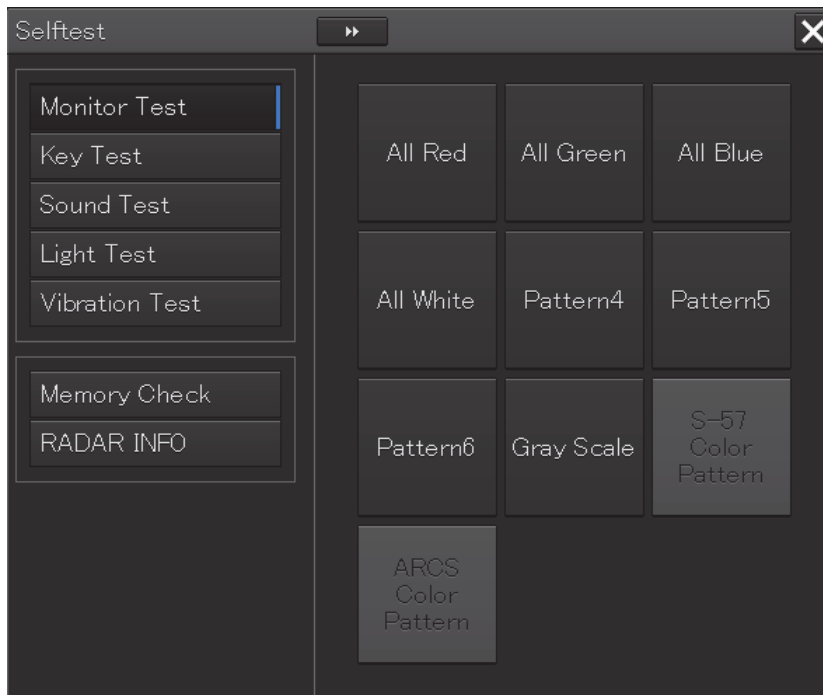 Selftest
Monitor Test
Key Test
Sound Test
Light Test
Vibration Test
Memory Check
RADAR INFO
All Red
All Green
All Blue
All White
Pattern4
Pattern5
Pattern6
Gray Scale
S-57
Color
Pattern
ARCS
Color
Pattern